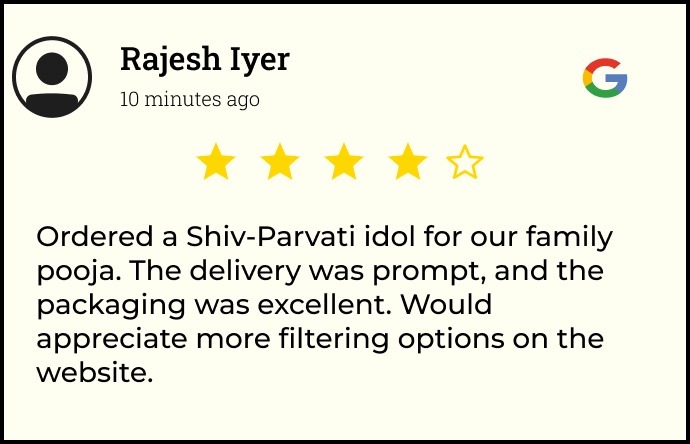 Rajesh Iyer
10 minutes ago
Ordered a Shiv-Parvati idol for our family
pooja. The delivery was prompt, and the
packaging was excellent. Would
appreciate more filtering options on the
website.